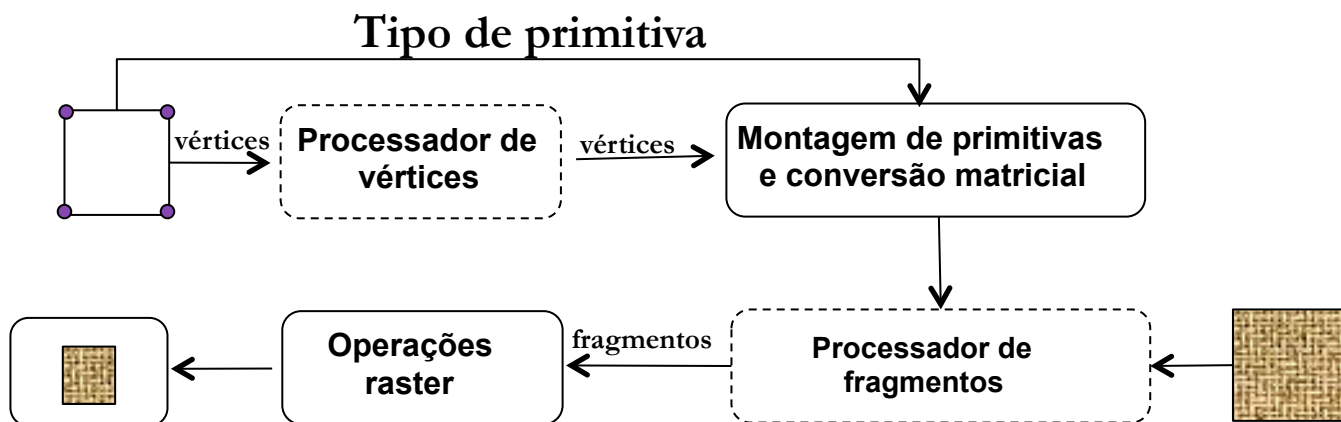 Tipo de primitiva
vértices
Processador de
vértices
vértices
Montagem de primitivas
e conversão matricial
Operações
raster
fragmentos
Processador de
fragmentos